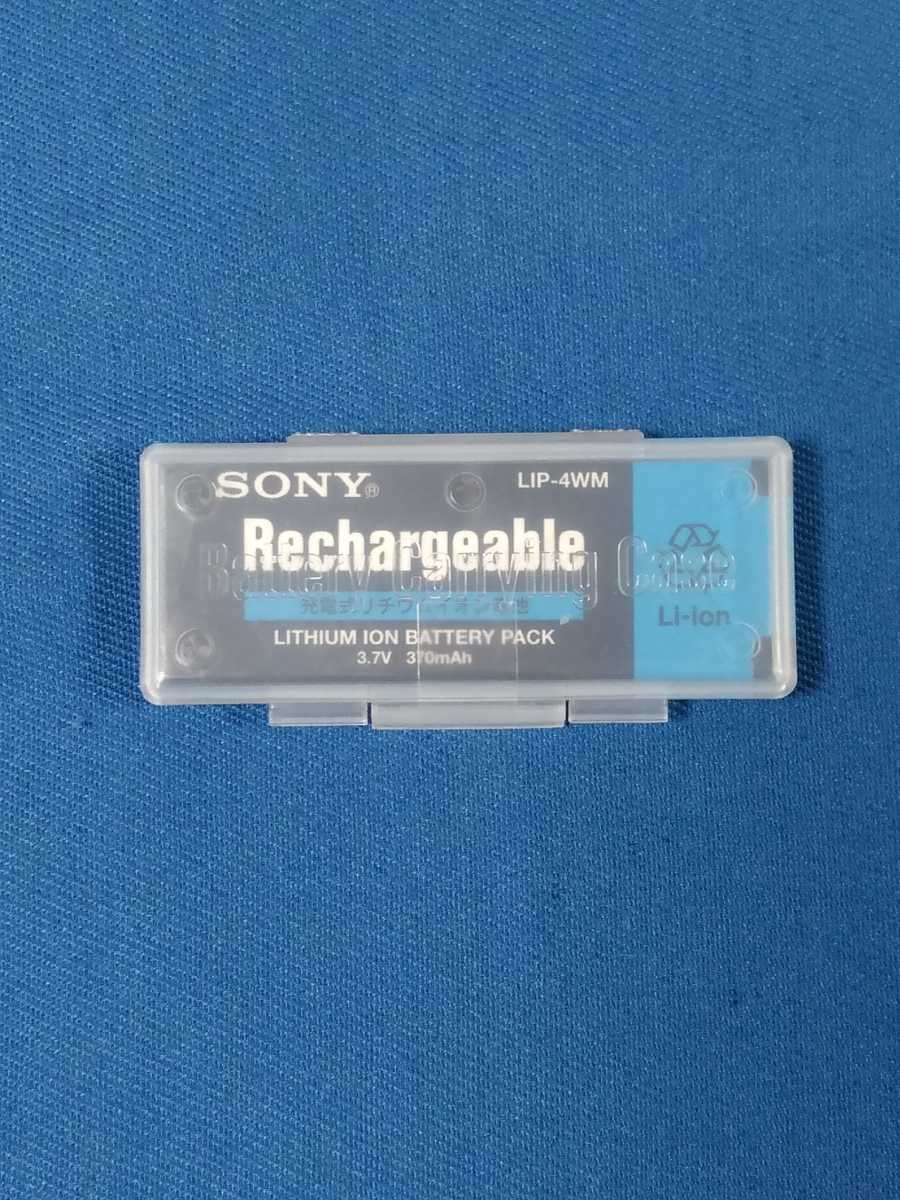 SONY®
LIP-4WM
Rechargeable
Battery Carrying Case
充電式リチウムイオン電池
Li-ion
LITHIUM ION BATTERY PACK
3.7V 370mAh